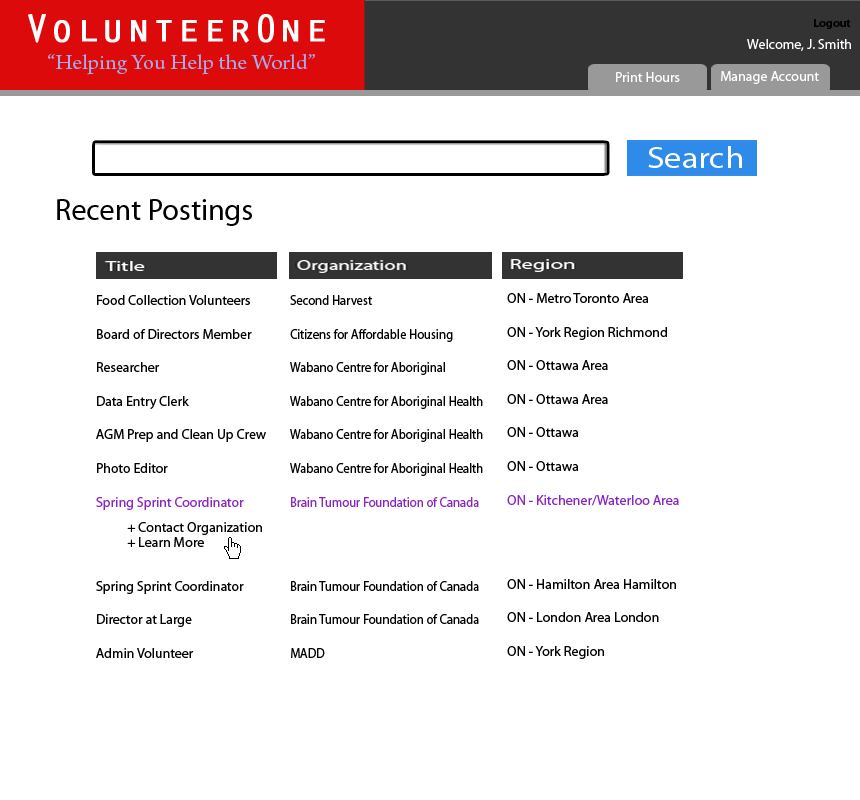 VOLUNTEERONE
Logout
"Helping You Help the World"
Welcome, J. Smith
Print Hours Manage Account
Search
Recent Postings
Title Organization Region
Food Collection Volunteers Second Harvest ON - Metro Toronto Area
Board of Directors Member Citizens for Affordable Housing ON - York Region Richmond
Researcher Wabano Centre for Aboriginal ON - Ottawa Area
Data Entry Clerk Wabano Centre for Aboriginal Health ON - Ottawa Area
AGM Prep and Clean Up Crew Wabano Centre for Aboriginal Health ON - Ottawa
Photo Editor Wabano Centre for Aboriginal Health ON - Ottawa
Spring Sprint Coordinator Brain Tumour Foundation of Canada ON - Kitchener/Waterloo Area
+ Contact Organization
+ Learn More
Spring Sprint Coordinator Brain Tumour Foundation of Canada ON - Hamilton Area Hamilton
Director at Large Brain Tumour Foundation of Canada ON - London Area London
Admin Volunteer MADD ON - York Region